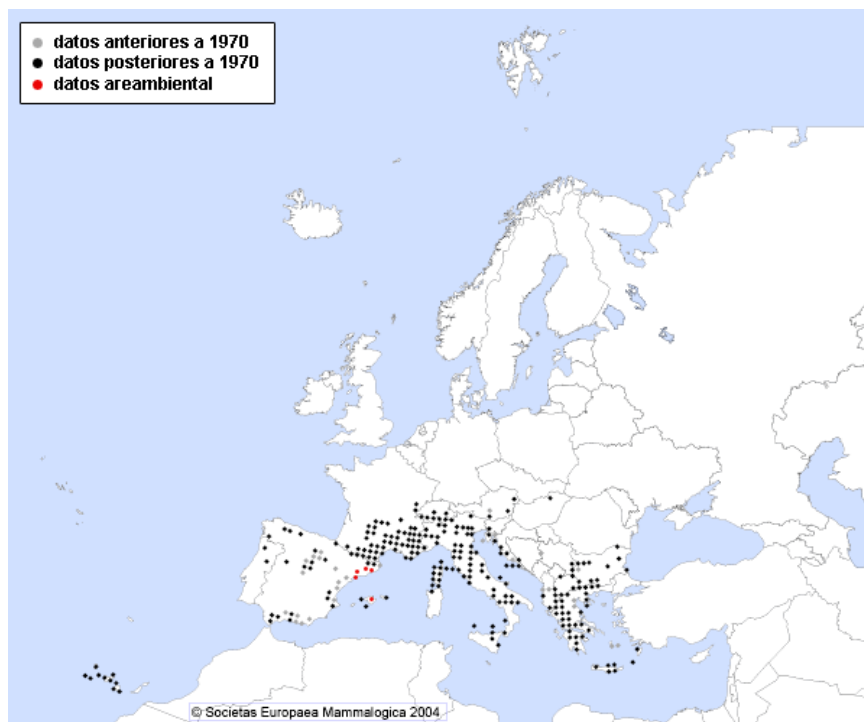 datos anteriores a 1970
datos posteriores a 1970
datos areambiental
© Societas Europaea Mammalogica 2004